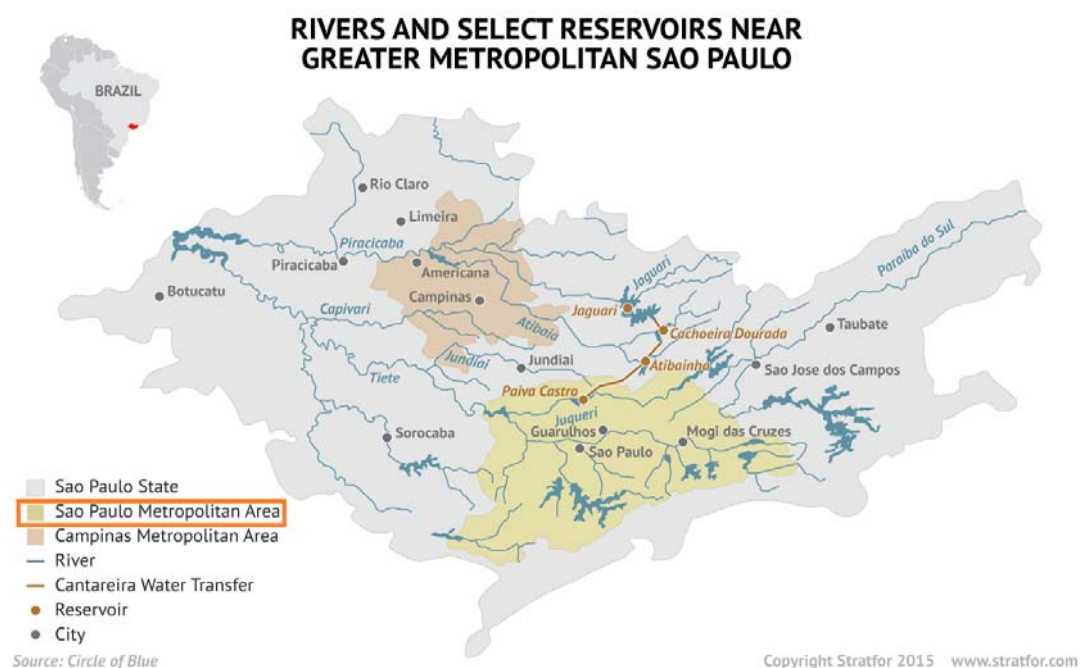 RIVERS AND SELECT RESERVOIRS NEAR
GREATER METROPOLITAN SAO PAULO
BRAZIL
Rio Claro
Limeira
Piracicaba
Piracicaba
Americana
Botucatu
Campinas
Capivari
Atibaia
Jaguari
Jaguari
Paraiba do Sul
Cachoeira Dourada
Taubate
Jundiai
Jundiai
Atibainha
Sao Jose dos Campos
Tiete
Paiva Castro
Juqueri
Sorocaba
Guarulhos
Mogi das Cruzes
Sao Paulo
Sao Paulo State
Sao Paulo Metropolitan Area
Campinas Metropolitan Area
River
Cantareira Water Transfer
Reservoir
City
Source: Circle of Blue
Copyright Stratfor 2015 www.stratfor.com